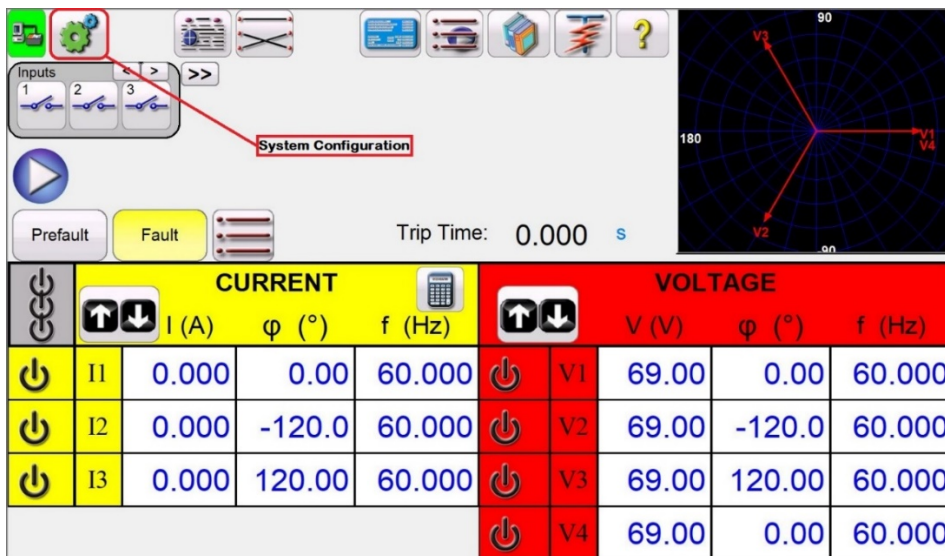 90
V3
Inputs
< > >>
1 2 3
180
V1
V4
System Configuration
V2
90
Prefault
Fault
Trip Time: 0.000 s
CURRENT
VOLTAGE
I (A) φ (°) f (Hz)
V (V) φ (°) f (Hz)
I1 0.000 0.00 60.000 V1 69.00 0.00 60.000
I2 0.000 -120.0 60.000 V2 69.00 -120.0 60.000
I3 0.000 120.00 60.000 V3 69.00 120.00 60.000
V4 69.00 0.00 60.000